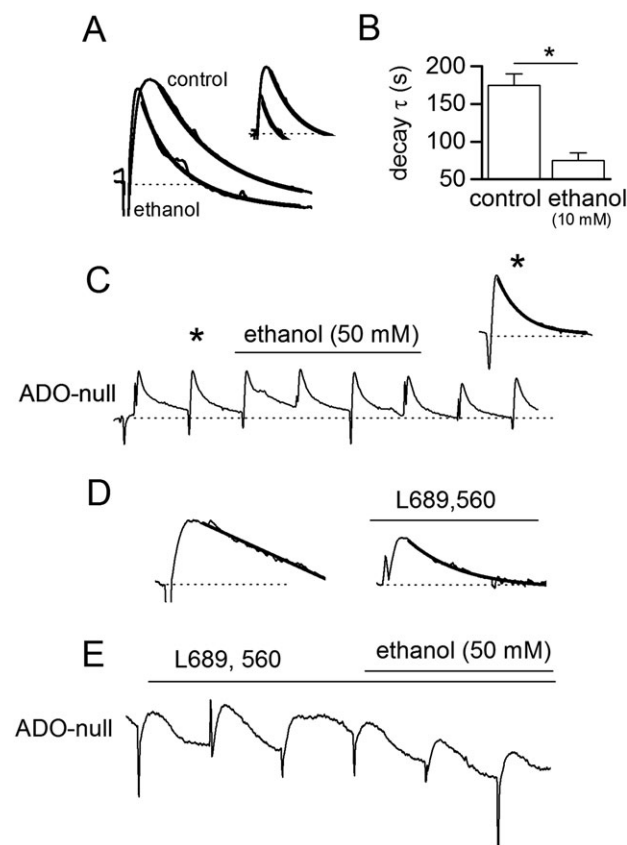 A
control
ethanol
B
*
decay τ (s)
200
150
100
50
control ethanol
(10 mM)
C
*
*
ethanol (50 mM)
ADO-null
D
L689,560
E
L689, 560
ethanol (50 mM)
ADO-null